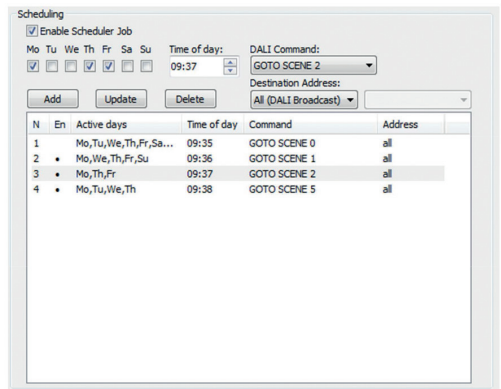 Scheduling
Enable Scheduler Job
Mo Tu We Th Fr Sa Su Time of day: DALI Command:
09:37 GOTO SCENE 2
Destination Address:
Add Update Delete All (DALI Broadcast)
N En Active days Time of day Command Address
1 Mo,Tu,We,Th,Fr,Sa... 09:35 GOTO SCENE 0 all
2 • Mo,We,Th,Fr,Su 09:36 GOTO SCENE 1 all
3 • Mo,Th,Fr 09:37 GOTO SCENE 2 all
4 • Mo,Tu,We,Th 09:38 GOTO SCENE 5 all